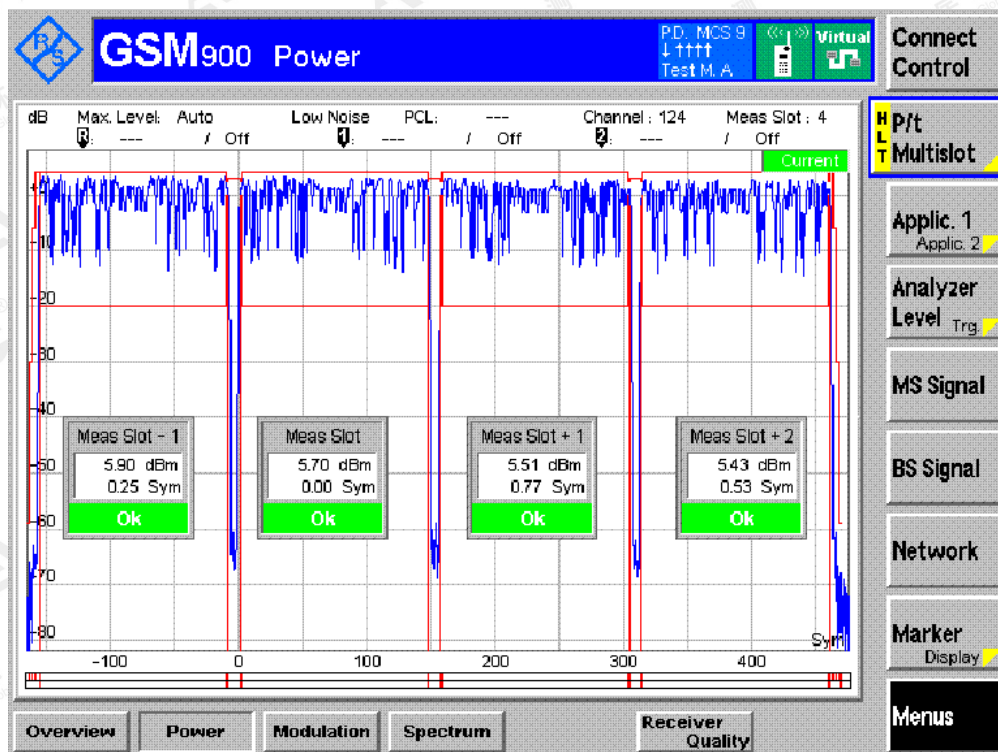 R S
GSM900 Power
P.D. MCS 9
↓ ↑↑↑↑
Test M. A
Virtual
Connect Control
dB Max. Level: Auto Low Noise PCL: --- Channel : 124 Meas Slot : 4
R: --- / Off 1: --- / Off 2: --- / Off
Current
HLT
P/t Multislot
Applic. 1
Applic. 2
Analyzer Level
Trg.
MS Signal
BS Signal
Network
Marker
Display
Menus
+5
-10
-20
-30
-40
-50
-60
-70
-80
Meas Slot - 1
5.90 dBm
0.25 Sym
Ok
Meas Slot
5.70 dBm
0.00 Sym
Ok
Meas Slot + 1
5.51 dBm
0.77 Sym
Ok
Meas Slot + 2
5.43 dBm
0.53 Sym
Ok
Sym
-100 0 100 200 300 400
Overview Power Modulation Spectrum Receiver Quality